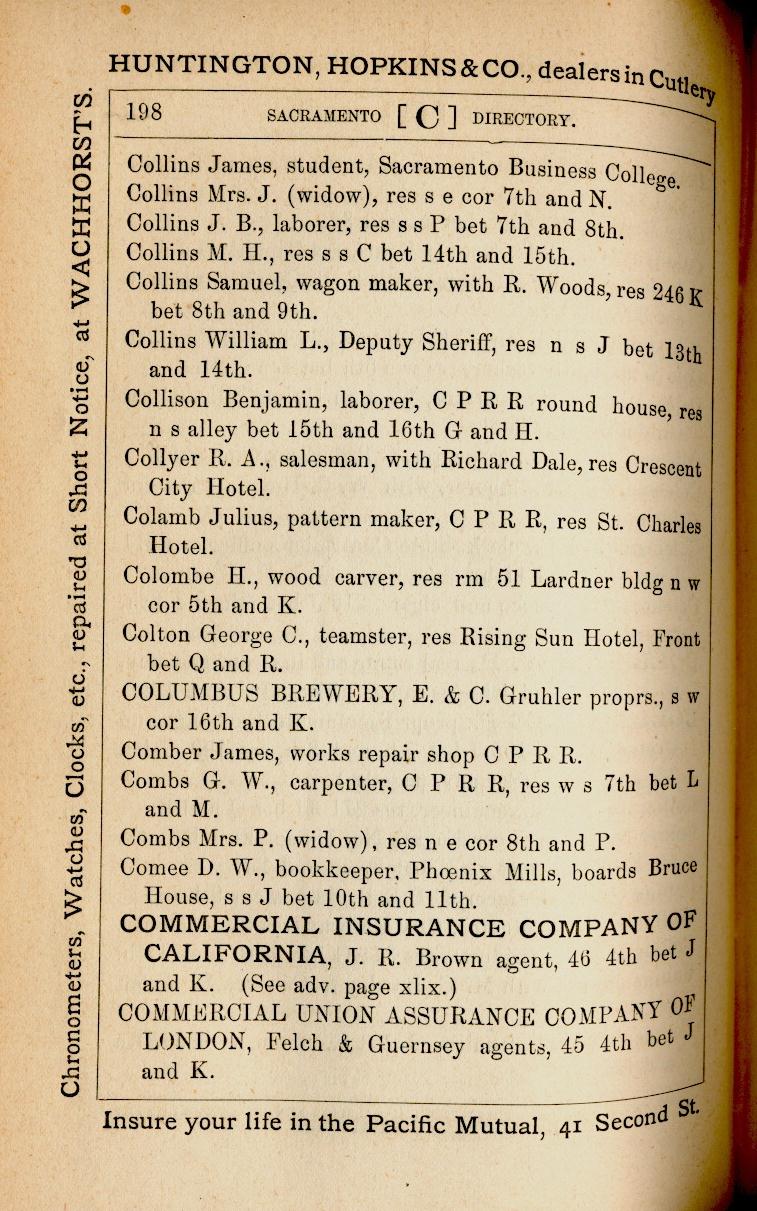 HUNTINGTON, HOPKINS & CO., dealers in Cutlery
198 SACRAMENTO [ C ] DIRECTORY.
Collins James, student, Sacramento Business College.
Collins Mrs. J. (widow), res s e cor 7th and N.
Collins J. B., laborer, res s s P bet 7th and 8th.
Collins M. H., res s s C bet 14th and 15th.
Collins Samuel, wagon maker, with R. Woods, res 246 K
bet 8th and 9th.
Collins William L., Deputy Sheriff, res n s J bet 13th
and 14th.
Collison Benjamin, laborer, C P R R round house, res
n s alley bet 15th and 16th G and H.
Collyer R. A., salesman, with Richard Dale, res Crescent
City Hotel.
Colamb Julius, pattern maker, C P R R, res St. Charles
Hotel.
Colombe H., wood carver, res rm 51 Lardner bldg n w
cor 5th and K.
Colton George C., teamster, res Rising Sun Hotel, Front
bet Q and R.
COLUMBUS BREWERY, E. & C. Gruhler proprs., s w
cor 16th and K.
Comber James, works repair shop C P R R.
Combs G. W., carpenter, C P R R, res w s 7th bet L
and M.
Combs Mrs. P. (widow), res n e cor 8th and P.
Comee D. W., bookkeeper, Phœnix Mills, boards Bruce
House, s s J bet 10th and 11th.
COMMERCIAL INSURANCE COMPANY OF
CALIFORNIA, J. R. Brown agent, 46 4th bet J
and K. (See adv. page xlix.)
COMMERCIAL UNION ASSURANCE COMPANY OF
LONDON, Felch & Guernsey agents, 45 4th bet J
and K.
Insure your life in the Pacific Mutual, 41 Second St.
Chronometers, Watches, Clocks, etc., repaired at Short Notice, at WACHHORST'S.